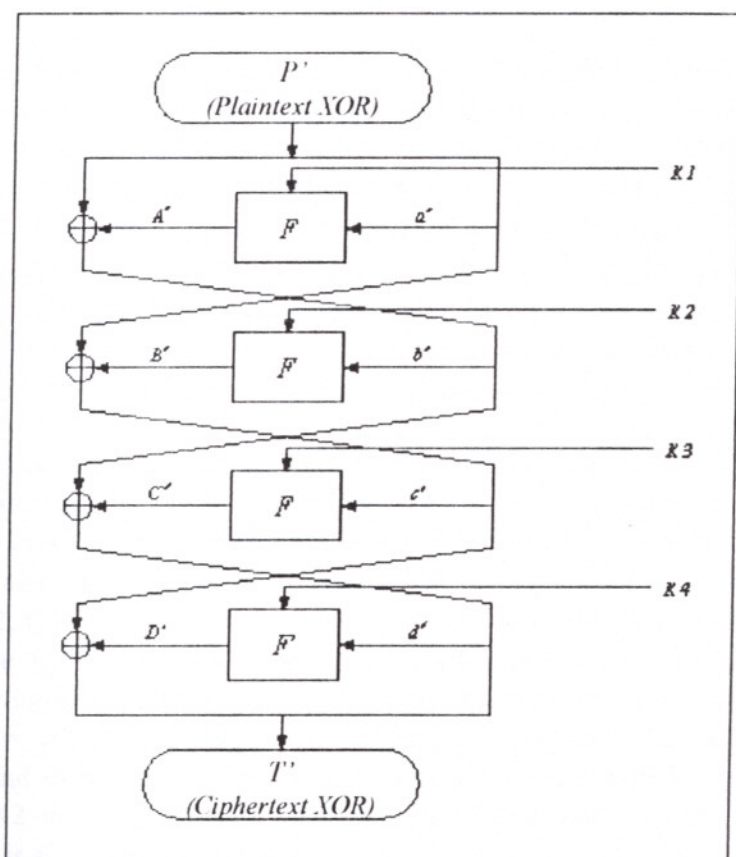 P'
(Plaintext XOR)
K1
A' F a'
K2
B' F b'
K3
C' F c'
K4
D' F d'
T'
(Ciphertext XOR)